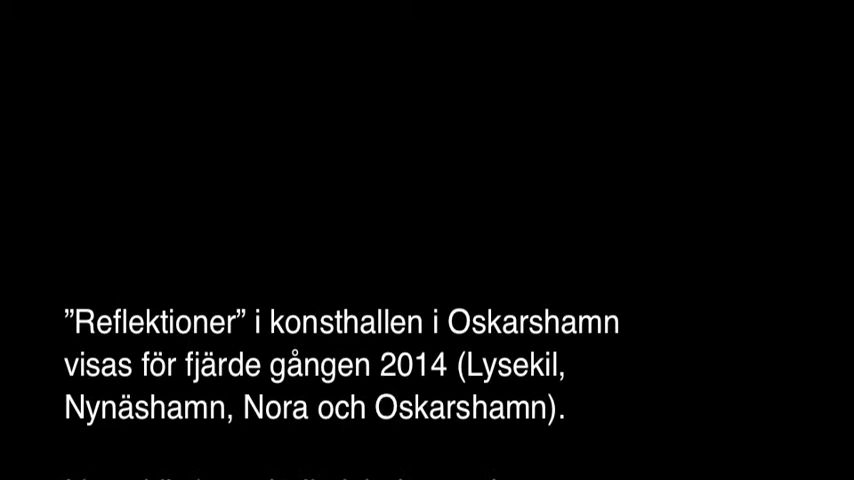 ”Reflektioner” i konsthallen i Oskarshamn
visas för fjärde gången 2014 (Lysekil,
Nynäshamn, Nora och Oskarshamn).